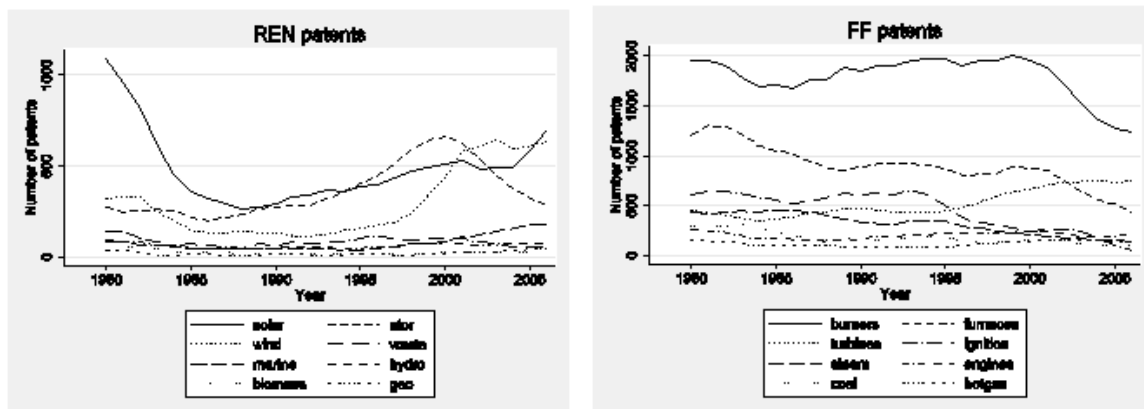 REN patents
Number of patents
1000
500
0
1980 1985 1990 1995 2000 2005
Year
solar stor
wind waste
marine hydro
biomass geo
FF patents
Number of patents
2000
1500
1000
500
0
1980 1985 1990 1995 2000 2005
Year
burners furnaces
turbines ignition
steam engines
coal hotgas